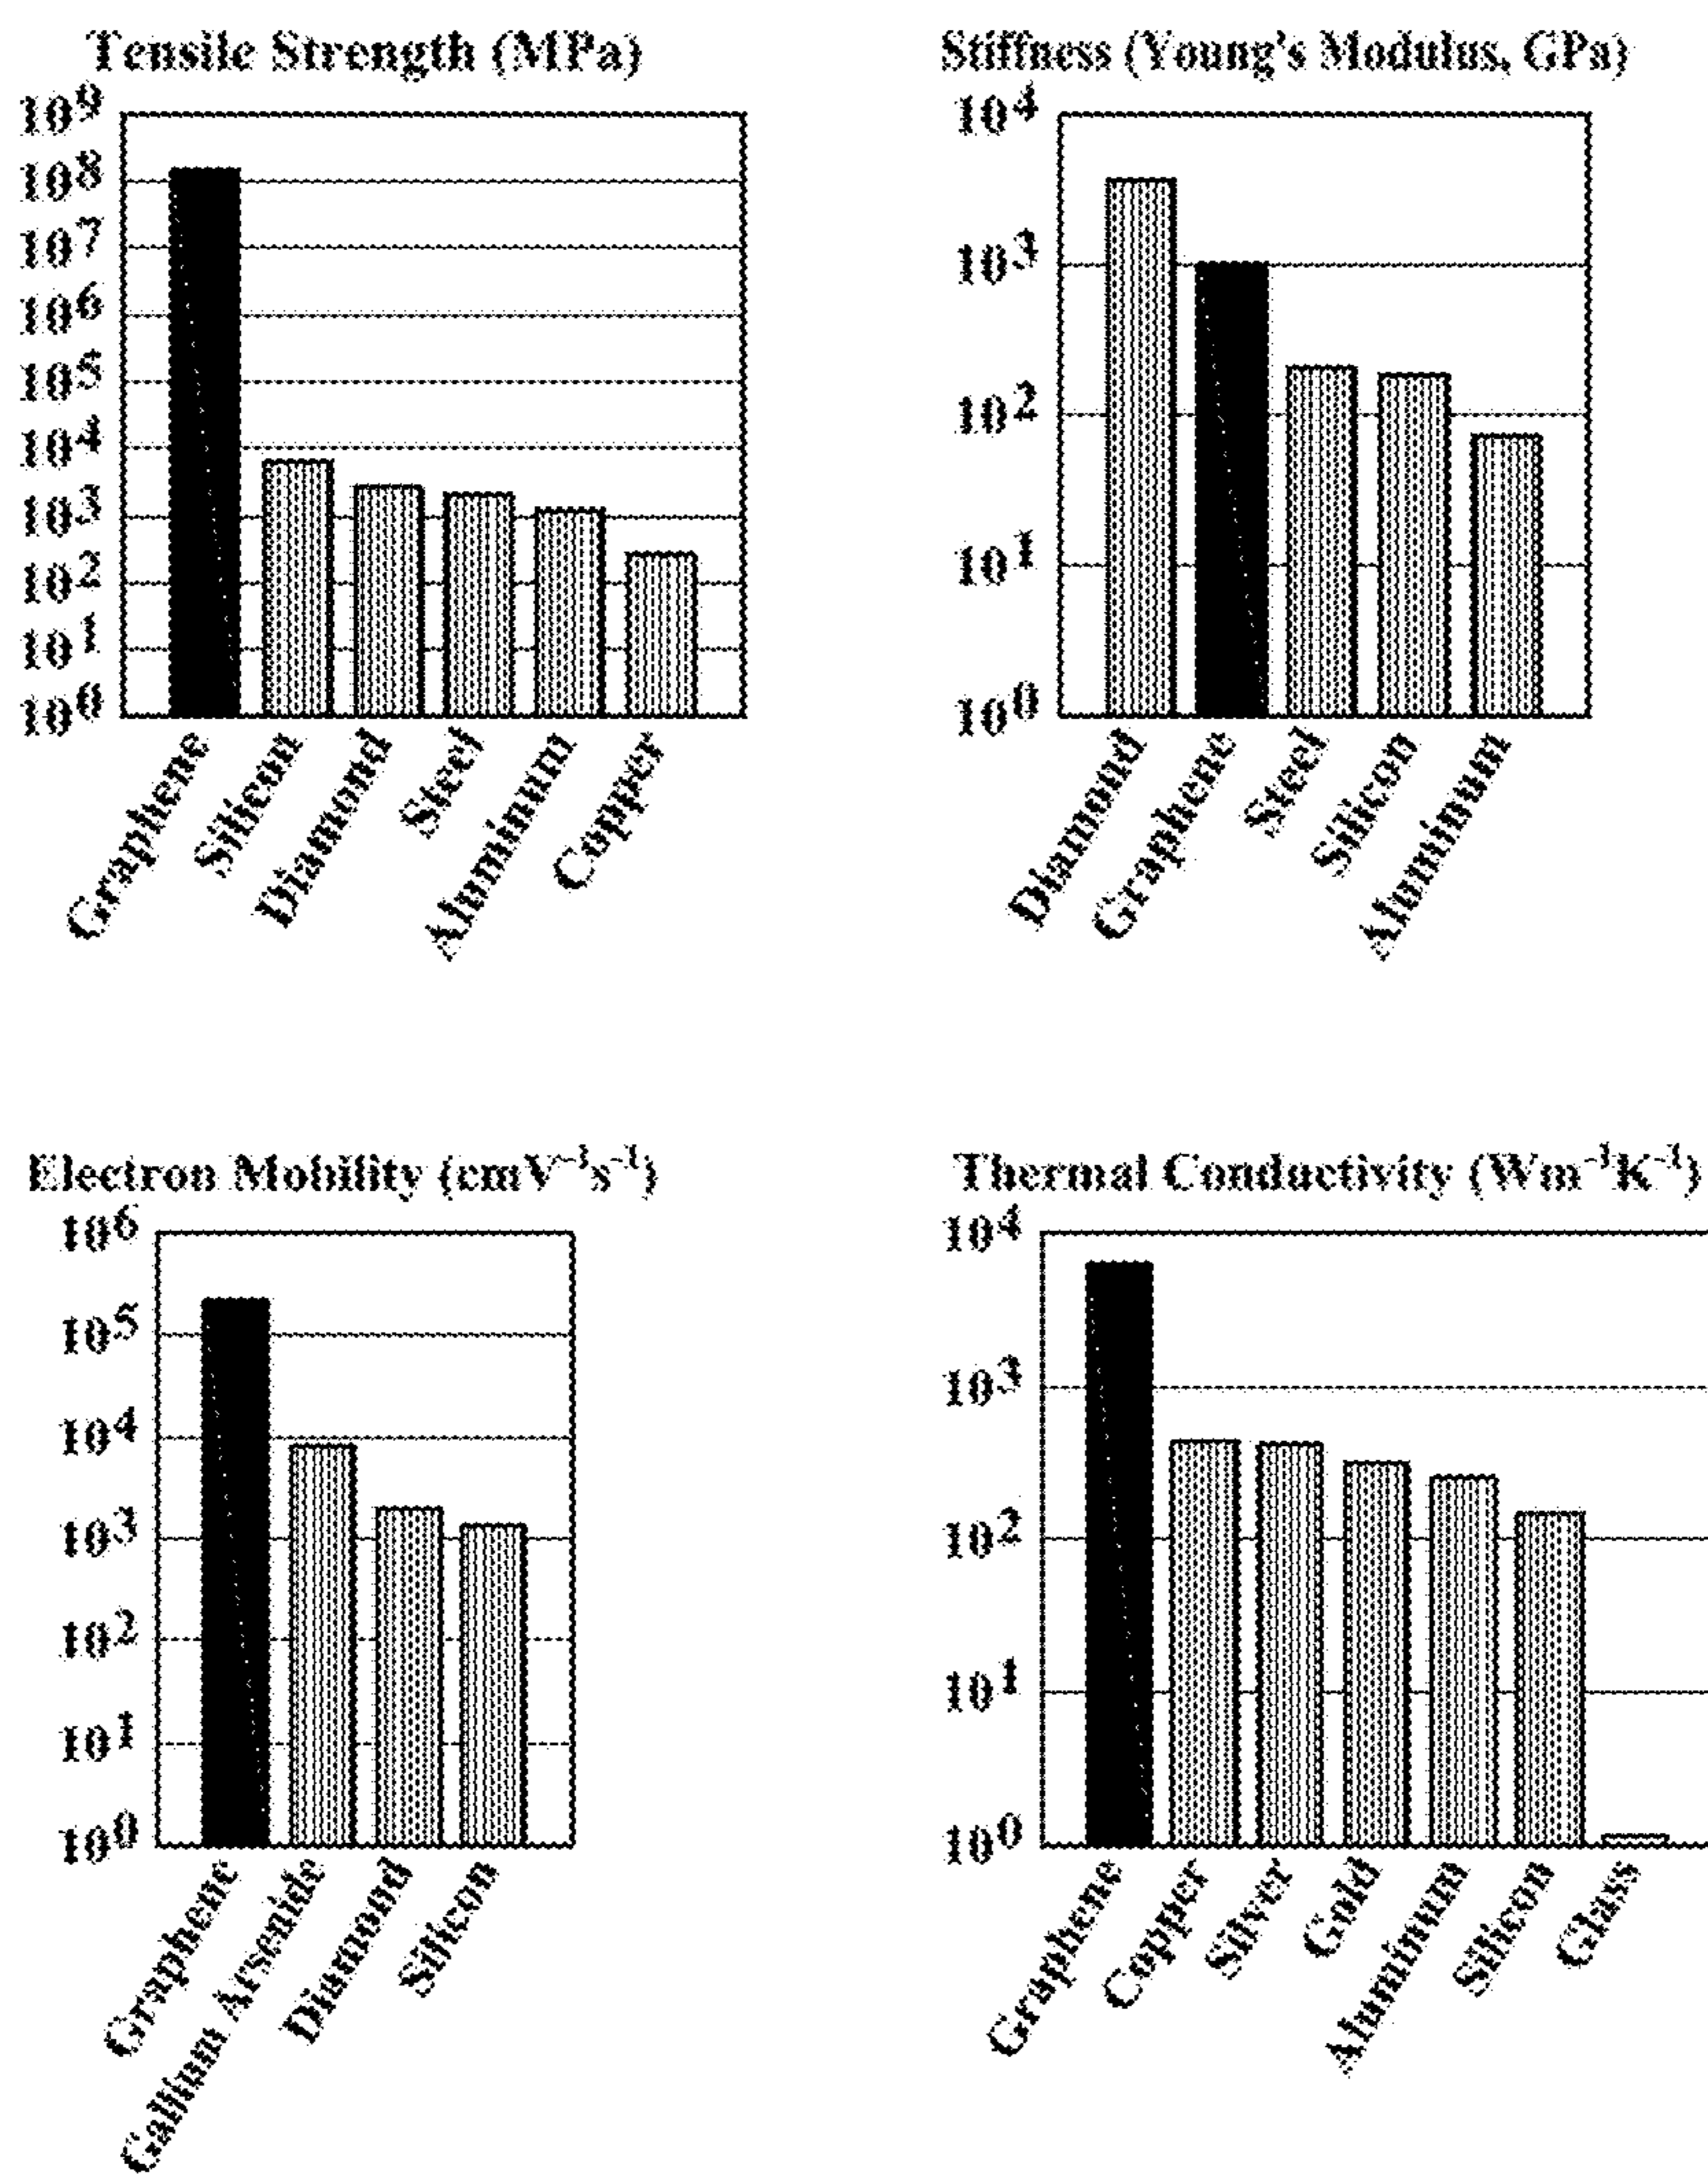 Tensile Strength (MPa)
10⁹
10⁸
10⁷
10⁶
10⁵
10⁴
10³
10²
10¹
10⁰
Graphene
Silicon
Diamond
Steel
Aluminum
Copper
Stiffness (Young's Modulus, GPa)
10⁴
10³
10²
10¹
10⁰
Diamond
Graphene
Steel
Silicon
Aluminum
Electron Mobility (cmV⁻¹s⁻¹)
10⁶
10⁵
10⁴
10³
10²
10¹
10⁰
Graphene
Gallium Arsenide
Diamond
Silicon
Thermal Conductivity (Wm⁻¹K⁻¹)
10⁴
10³
10²
10¹
10⁰
Graphene
Copper
Silver
Gold
Aluminum
Silicon
Glass